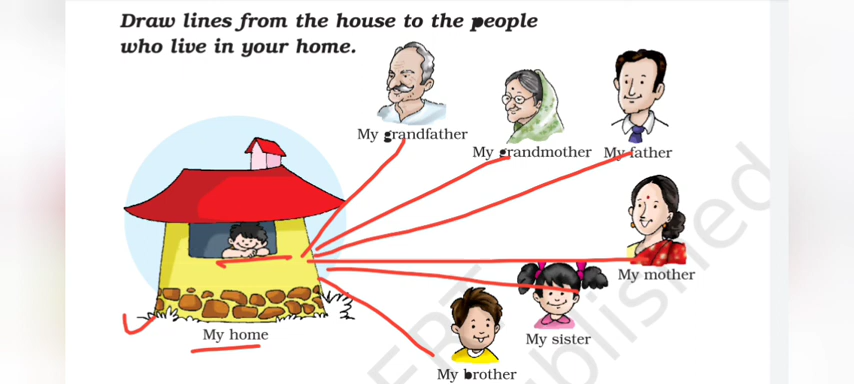 Draw lines from the house to the people
who live in your home.
My grandfather
My grandmother
My father
My mother
My sister
My brother
My home
published